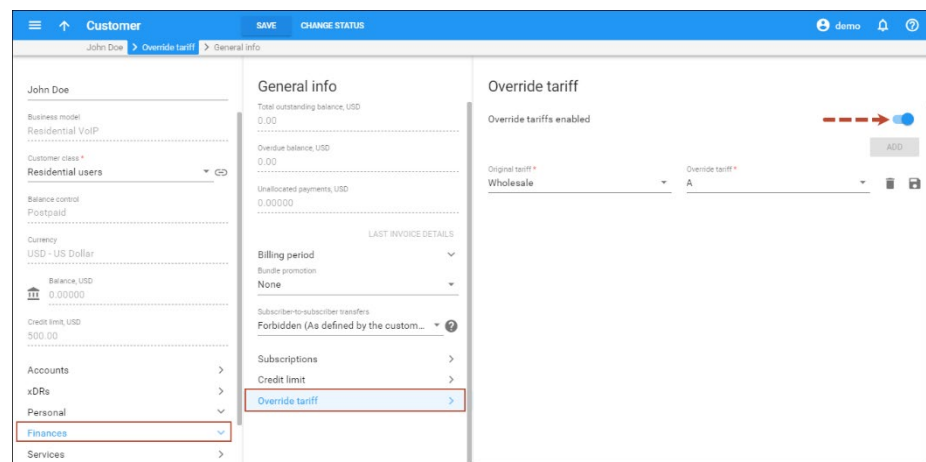 Customer
SAVE CHANGE STATUS
demo
John Doe > Override tariff > General info
John Doe
Business model
Residential VoIP
Customer class *
Residential users
Balance control
Postpaid
Currency
USD - US Dollar
Balance, USD
0.00000
Credit limit, USD
500.00
Accounts
xDRs
Personal
Finances
Services
General info
Total outstanding balance, USD
0.00
Overdue balance, USD
0.00
Unallocated payments, USD
0.00000
LAST INVOICE DETAILS
Billing period
Bundle promotion
None
Subscriber-to-subscriber transfers
Forbidden (As defined by the custom...
Subscriptions
Credit limit
Override tariff
Override tariff
Override tariffs enabled
ADD
Original tariff *
Wholesale
Override tariff *
A